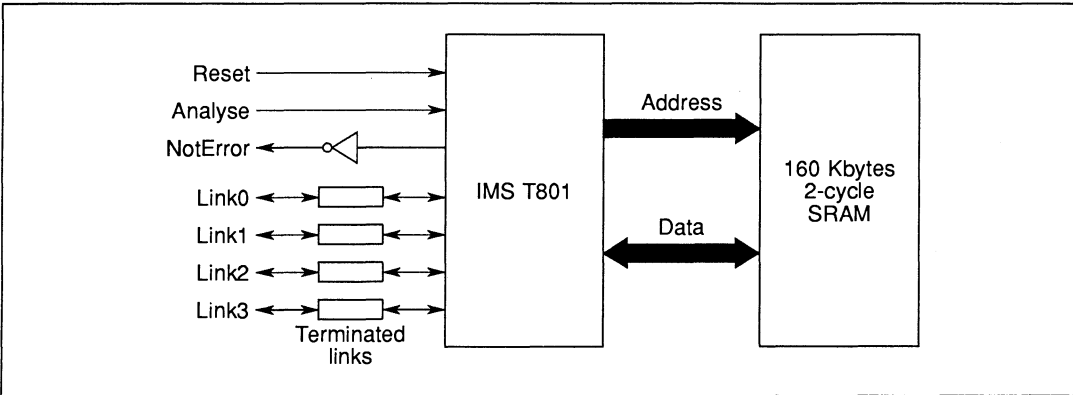 Reset
Analyse
NotError
Link0
Link1
Link2
Link3
Terminated
links
IMS T801
Address
Data
160 Kbytes
2-cycle
SRAM